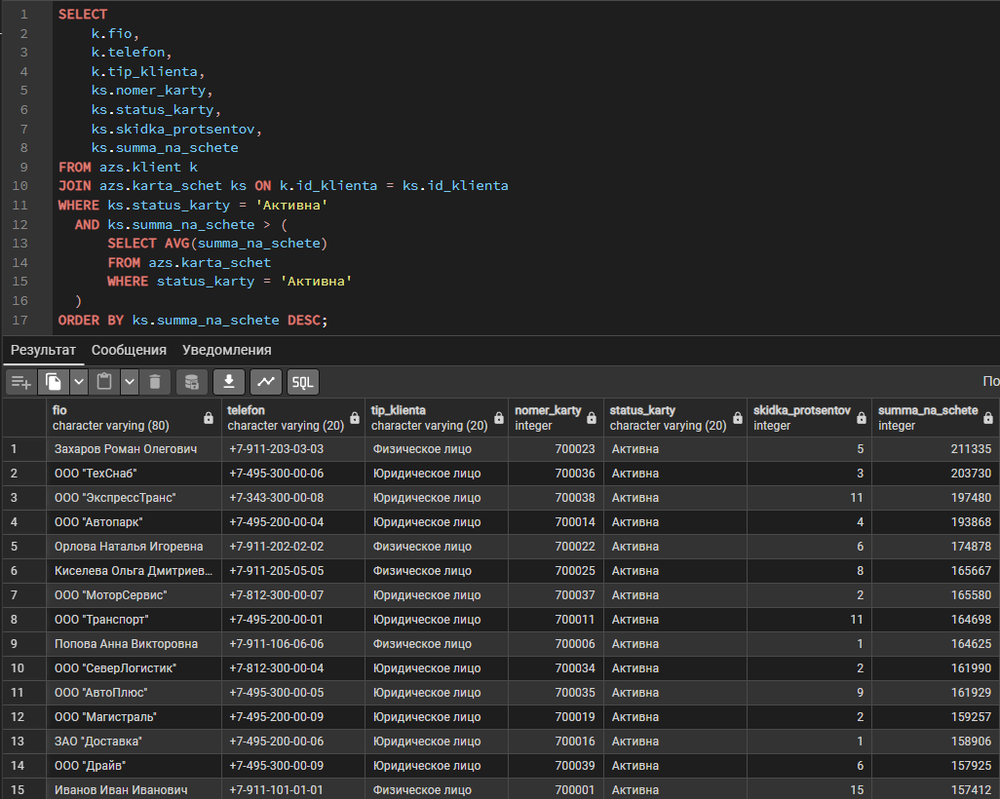 1 SELECT
2 k.fio,
3 k.telefon,
4 k.tip_klienta,
5 ks.nomer_karty,
6 ks.status_karty,
7 ks.skidka_protsentov,
8 ks.summa_na_schete
9 FROM azs.klient k
10 JOIN azs.karta_schet ks ON k.id_klienta = ks.id_klienta
11 WHERE ks.status_karty = 'Активна'
12 AND ks.summa_na_schete > (
13 SELECT AVG(summa_na_schete)
14 FROM azs.karta_schet
15 WHERE status_karty = 'Активна'
16 )
17 ORDER BY ks.summa_na_schete DESC;
Результат Сообщения Уведомления
SQL По
fio telefon tip_klienta nomer_karty status_karty skidka_protsentov summa_na_schete
character varying (80) character varying (20) character varying (20) integer character varying (20) integer integer
1 Захаров Роман Олегович +7-911-203-03-03 Физическое лицо 700023 Активна 5 211335
2 ООО "ТехСнаб" +7-495-300-00-06 Юридическое лицо 700036 Активна 3 203730
3 ООО "ЭкспрессТранс" +7-343-300-00-08 Юридическое лицо 700038 Активна 11 197480
4 ООО "Автопарк" +7-495-200-00-04 Юридическое лицо 700014 Активна 4 193868
5 Орлова Наталья Игоревна +7-911-202-02-02 Физическое лицо 700022 Активна 6 174878
6 Киселева Ольга Дмитриев... +7-911-205-05-05 Физическое лицо 700025 Активна 8 165667
7 ООО "МоторСервис" +7-812-300-00-07 Юридическое лицо 700037 Активна 2 165580
8 ООО "Транспорт" +7-495-200-00-01 Юридическое лицо 700011 Активна 11 164698
9 Попова Анна Викторовна +7-911-106-06-06 Физическое лицо 700006 Активна 1 164625
10 ООО "СеверЛогистик" +7-812-300-00-04 Юридическое лицо 700034 Активна 2 161990
11 ООО "АвтоПлюс" +7-495-300-00-05 Юридическое лицо 700035 Активна 9 161929
12 ООО "Магистраль" +7-495-200-00-09 Юридическое лицо 700019 Активна 2 159257
13 ЗАО "Доставка" +7-495-200-00-06 Юридическое лицо 700016 Активна 1 158906
14 ООО "Драйв" +7-495-300-00-09 Юридическое лицо 700039 Активна 6 157925
15 Иванов Иван Иванович +7-911-101-01-01 Физическое лицо 700001 Активна 15 157412